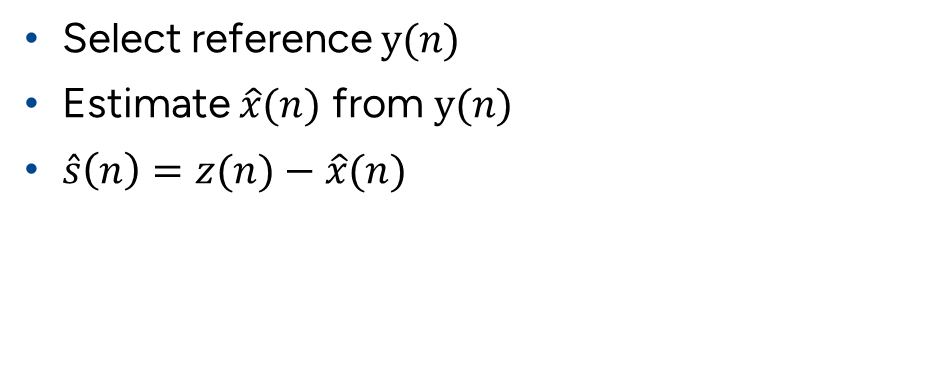 • Select reference y(n)
• Estimate x̂(n) from y(n)
• ŝ(n) = z(n) − x̂(n)